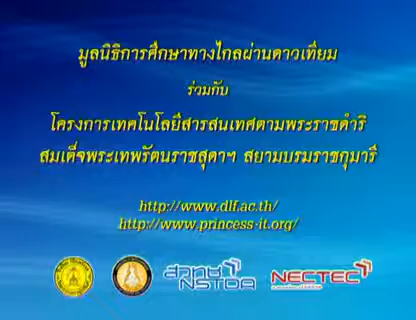 มูลนิธิการศึกษาทางไกลผ่านดาวเทียม
ร่วมกับ
โครงการเทคโนโลยีสารสนเทศตามพระราชดำริ
สมเด็จพระเทพรัตนราชสุดาฯ สยามบรมราชกุมารี
http://www.dlf.ac.th/
http://www.princess-it.org/
สวทช
NSTDA
NECTEC